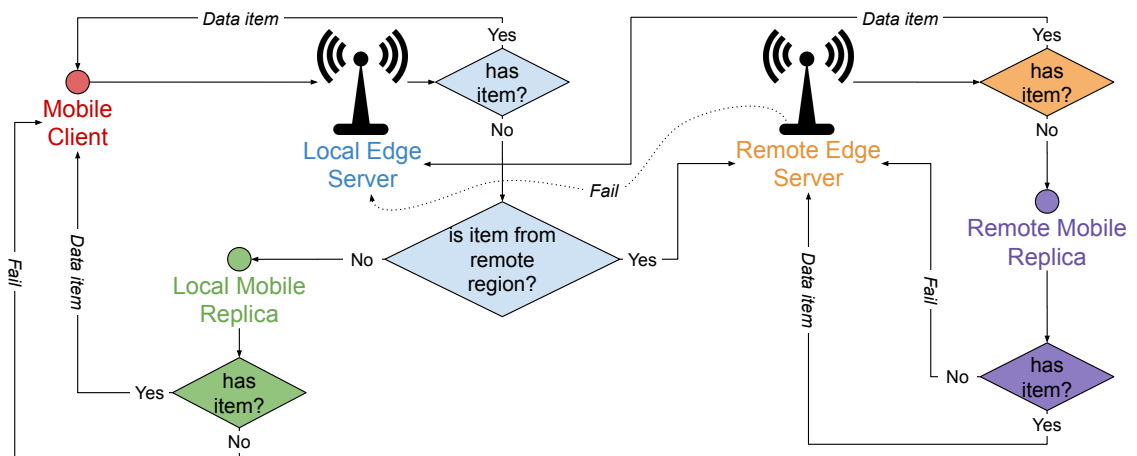 Data item
Yes
Data item
Yes
has
item?
has
item?
Mobile
Client
No
No
Local Edge
Server
Remote Edge
Server
Fail
is item from
remote
region?
No
Yes
Remote Mobile
Replica
Local Mobile
Replica
Fail
Data item
Data item
Fail
has
item?
Yes
has
item?
No
Yes
No